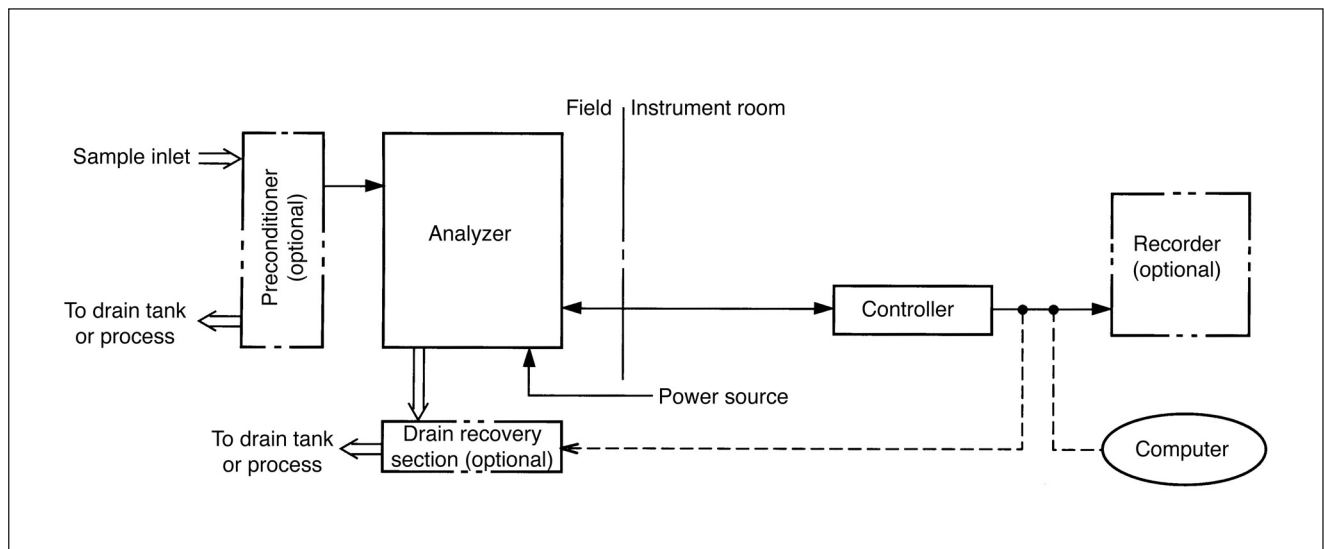 Field
Instrument room
Sample inlet
Preconditioner
(optional)
Analyzer
Recorder
(optional)
To drain tank
or process
Controller
Power source
To drain tank
or process
Drain recovery
section (optional)
Computer